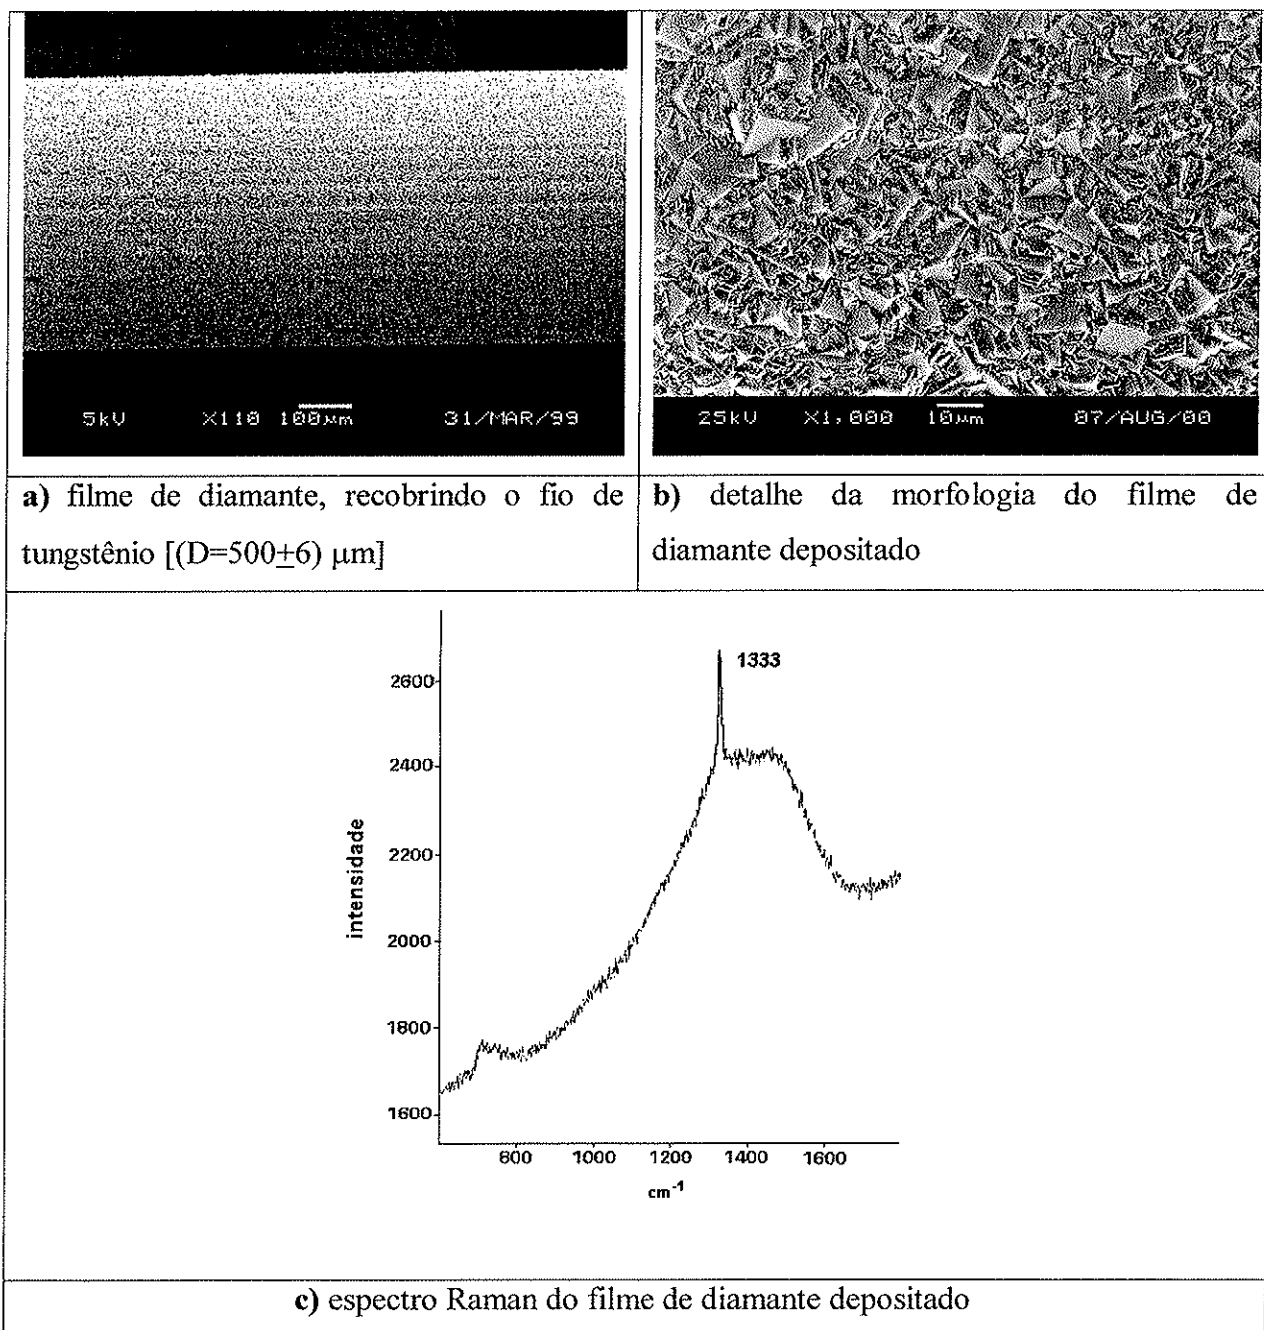 5kV X110 100μm 31/MAR/99
25kV X1,000 10μm 07/AUG/00
a) filme de diamante, recobrindo o fio de
tungstênio [(D=500±6) μm]
b) detalhe da morfologia do filme de
diamante depositado
1333
2600
2400
2200
2000
1800
1600
intensidade
800 1000 1200 1400 1600
cm-1
c) espectro Raman do filme de diamante depositado